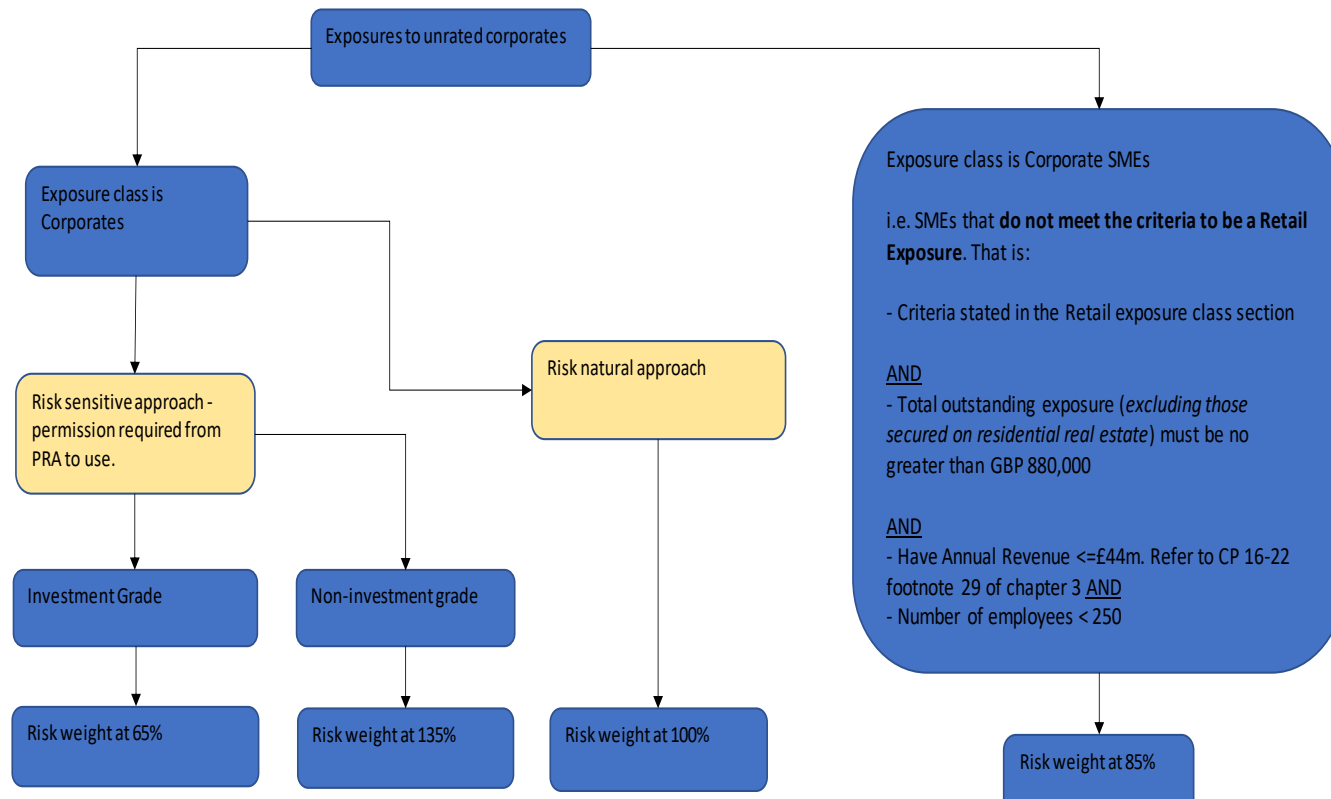 Exposures to unrated corporates
Exposure class is
Corporates
Risk sensitive approach -
permission required from
PRA to use.
Investment Grade
Non-investment grade
Risk weight at 65%
Risk weight at 135%
Risk natural approach
Risk weight at 100%
Exposure class is Corporate SMEs
i.e. SMEs that do not meet the criteria to be a Retail
Exposure. That is:
- Criteria stated in the Retail exposure class section
AND
- Total outstanding exposure (excluding those
secured on residential real estate) must be no
greater than GBP 880,000
AND
- Have Annual Revenue <=£44m. Refer to CP 16-22
footnote 29 of chapter 3 AND
- Number of employees < 250
Risk weight at 85%